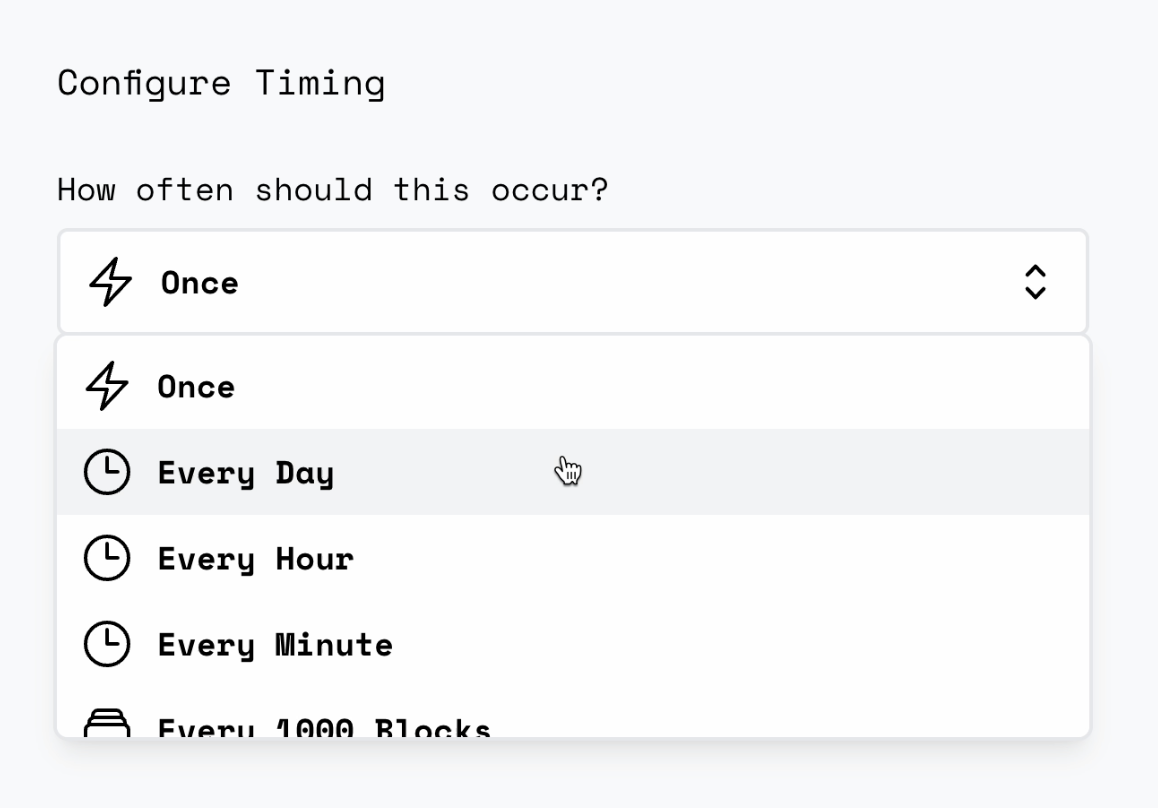 Configure Timing
How often should this occur?
Once
Once
Every Day
Every Hour
Every Minute
Every 1000 Blocks